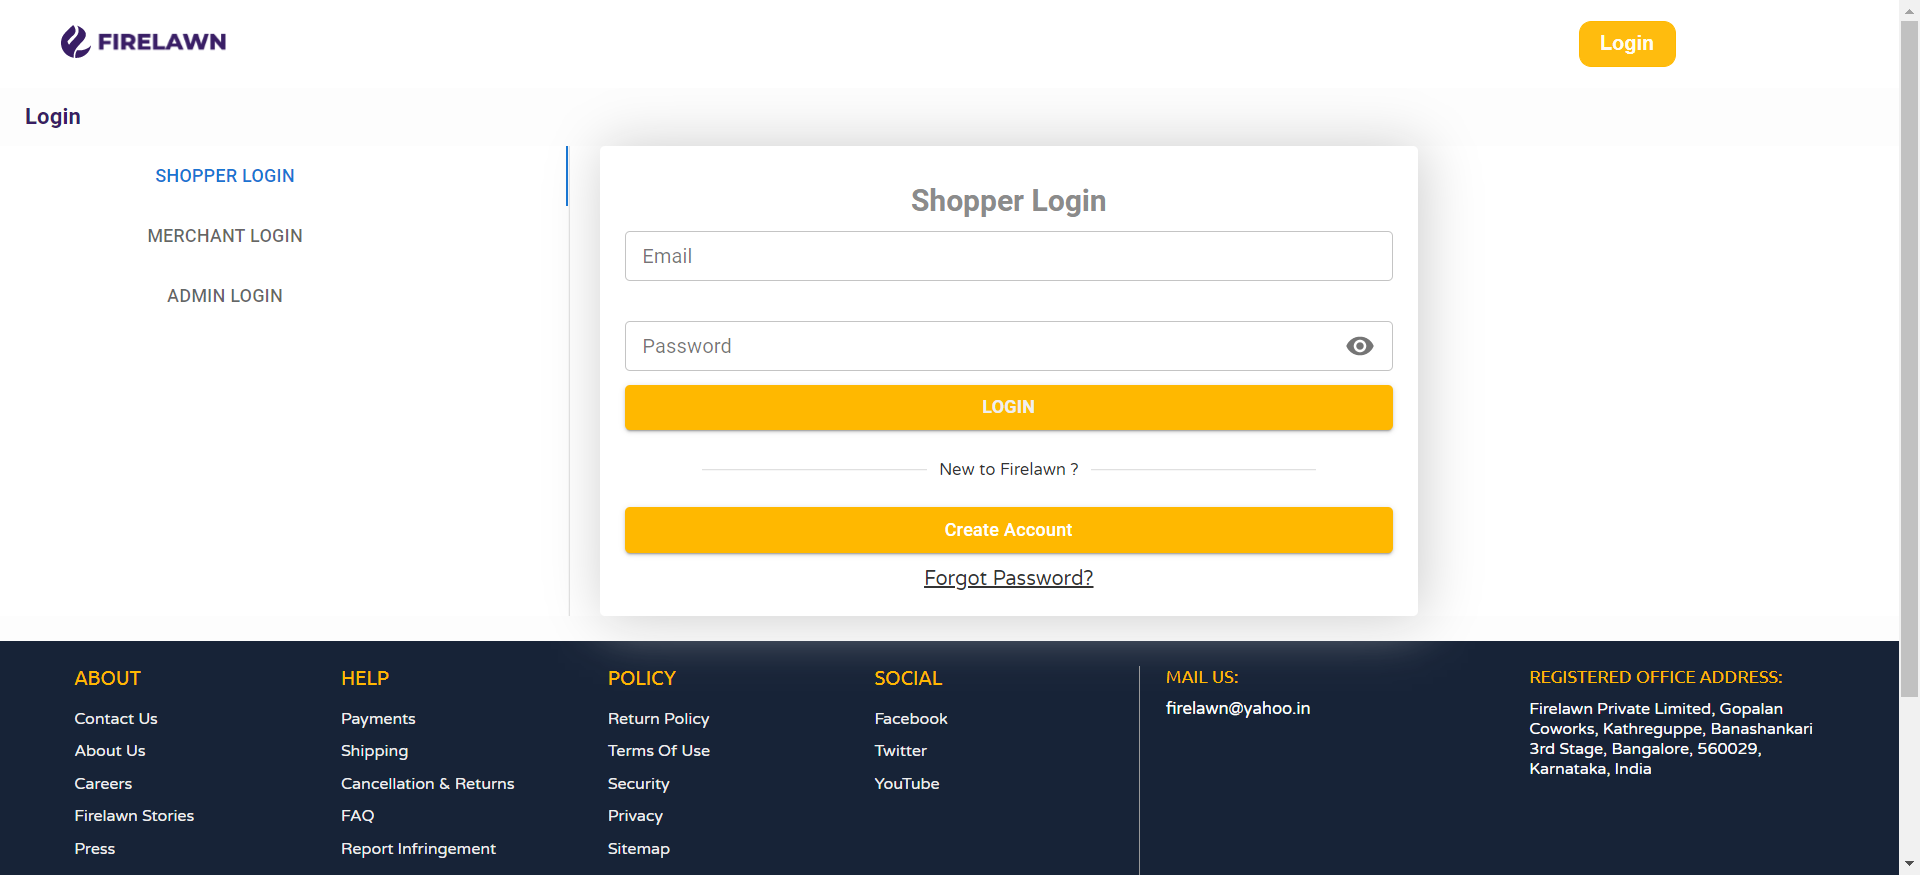 FIRELAWN
Login
Login
SHOPPER LOGIN
MERCHANT LOGIN
ADMIN LOGIN
Shopper Login
Email
Password
LOGIN
New to Firelawn ?
Create Account
Forgot Password?
ABOUT
Contact Us
About Us
Careers
Firelawn Stories
Press
HELP
Payments
Shipping
Cancellation & Returns
FAQ
Report Infringement
POLICY
Return Policy
Terms Of Use
Security
Privacy
Sitemap
SOCIAL
Facebook
Twitter
YouTube
MAIL US:
firelawn@yahoo.in
REGISTERED OFFICE ADDRESS:
Firelawn Private Limited, Gopalan
Coworks, Kathreguppe, Banashankari
3rd Stage, Bangalore, 560029,
Karnataka, India